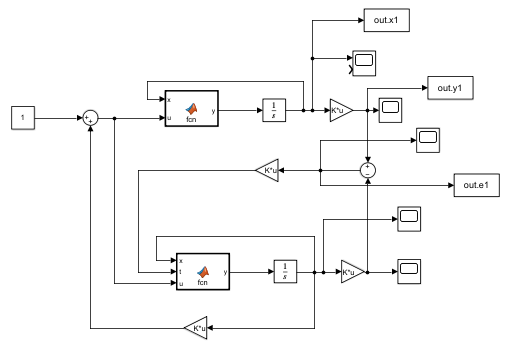 out.x1
out.y1
x
u
y
fcn
1
s
K*u
1
+
+
K*u
+
−
out.e1
x
t
u
y
fcn
1
s
K*u
K*u